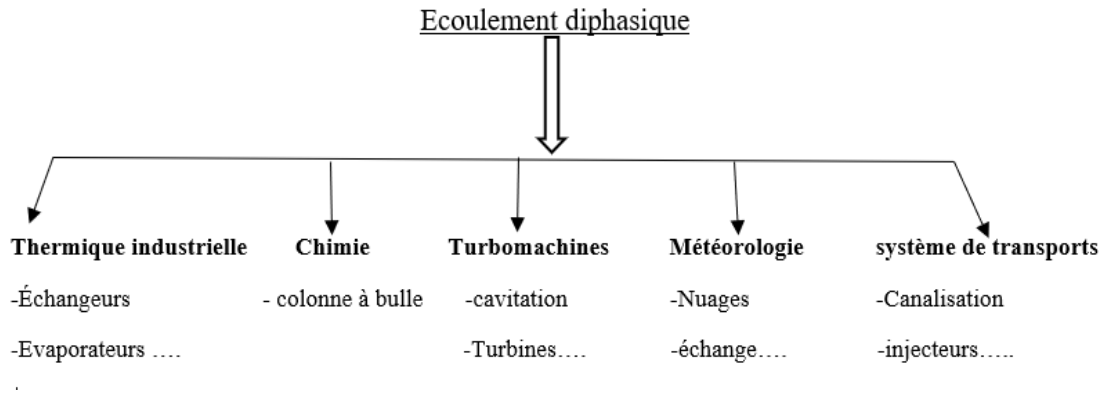 Ecoulement diphasique
Thermique industrielle Chimie Turbomachines Météorologie système de transports
-Échangeurs - colonne à bulle -cavitation -Nuages -Canalisation
-Evaporateurs …. -Turbines…. -échange…. -injecteurs…..